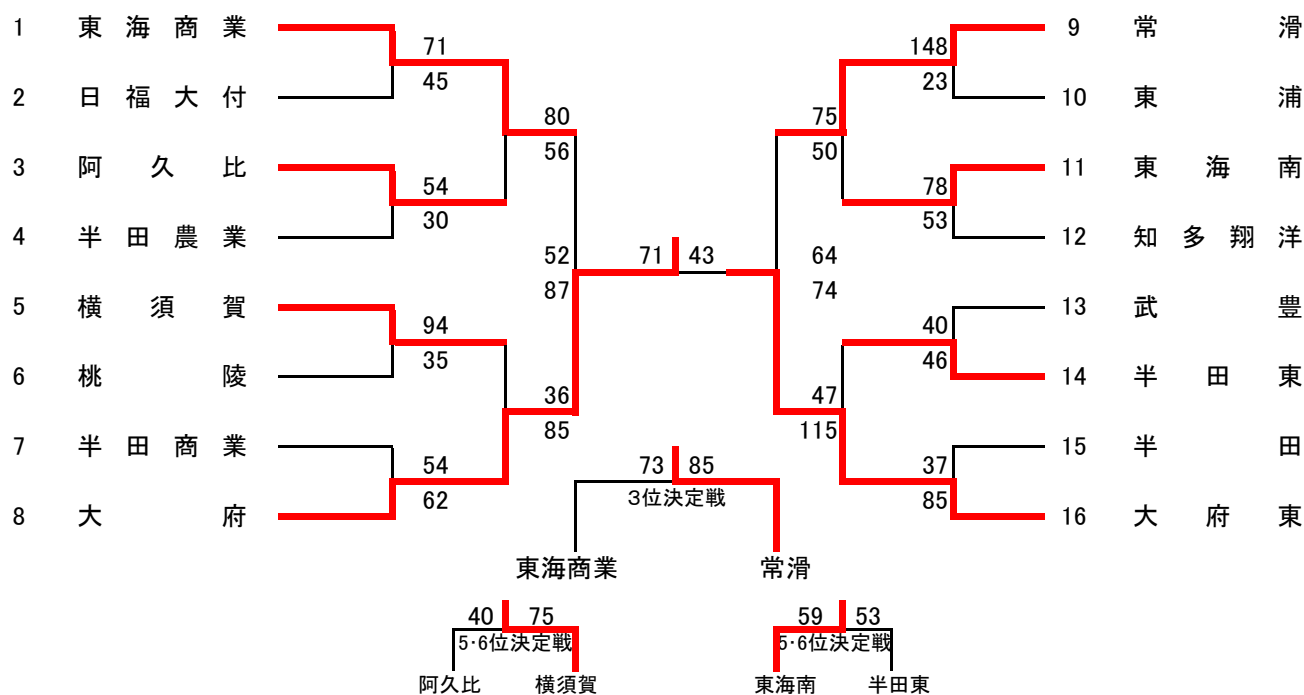 1 東海商業 71 148 9 常滑
45 23
2 日福大付 10 東浦
80 75
56 50
3 阿久比 54 78 11 東海南
30 53
4 半田農業 12 知多翔洋
52 71 43 64
87 74
5 横須賀 94 40 13 武豊
35 46
6 桃陵 14 半田東
36 47
85 115
7 半田商業 15 半田
54 73 85 37
3位決定戦
62 85
8 大府 16 大府東
東海商業 常滑
40 75 59 53
5・6位決定戦 5・6位決定戦
阿久比 横須賀 東海南 半田東